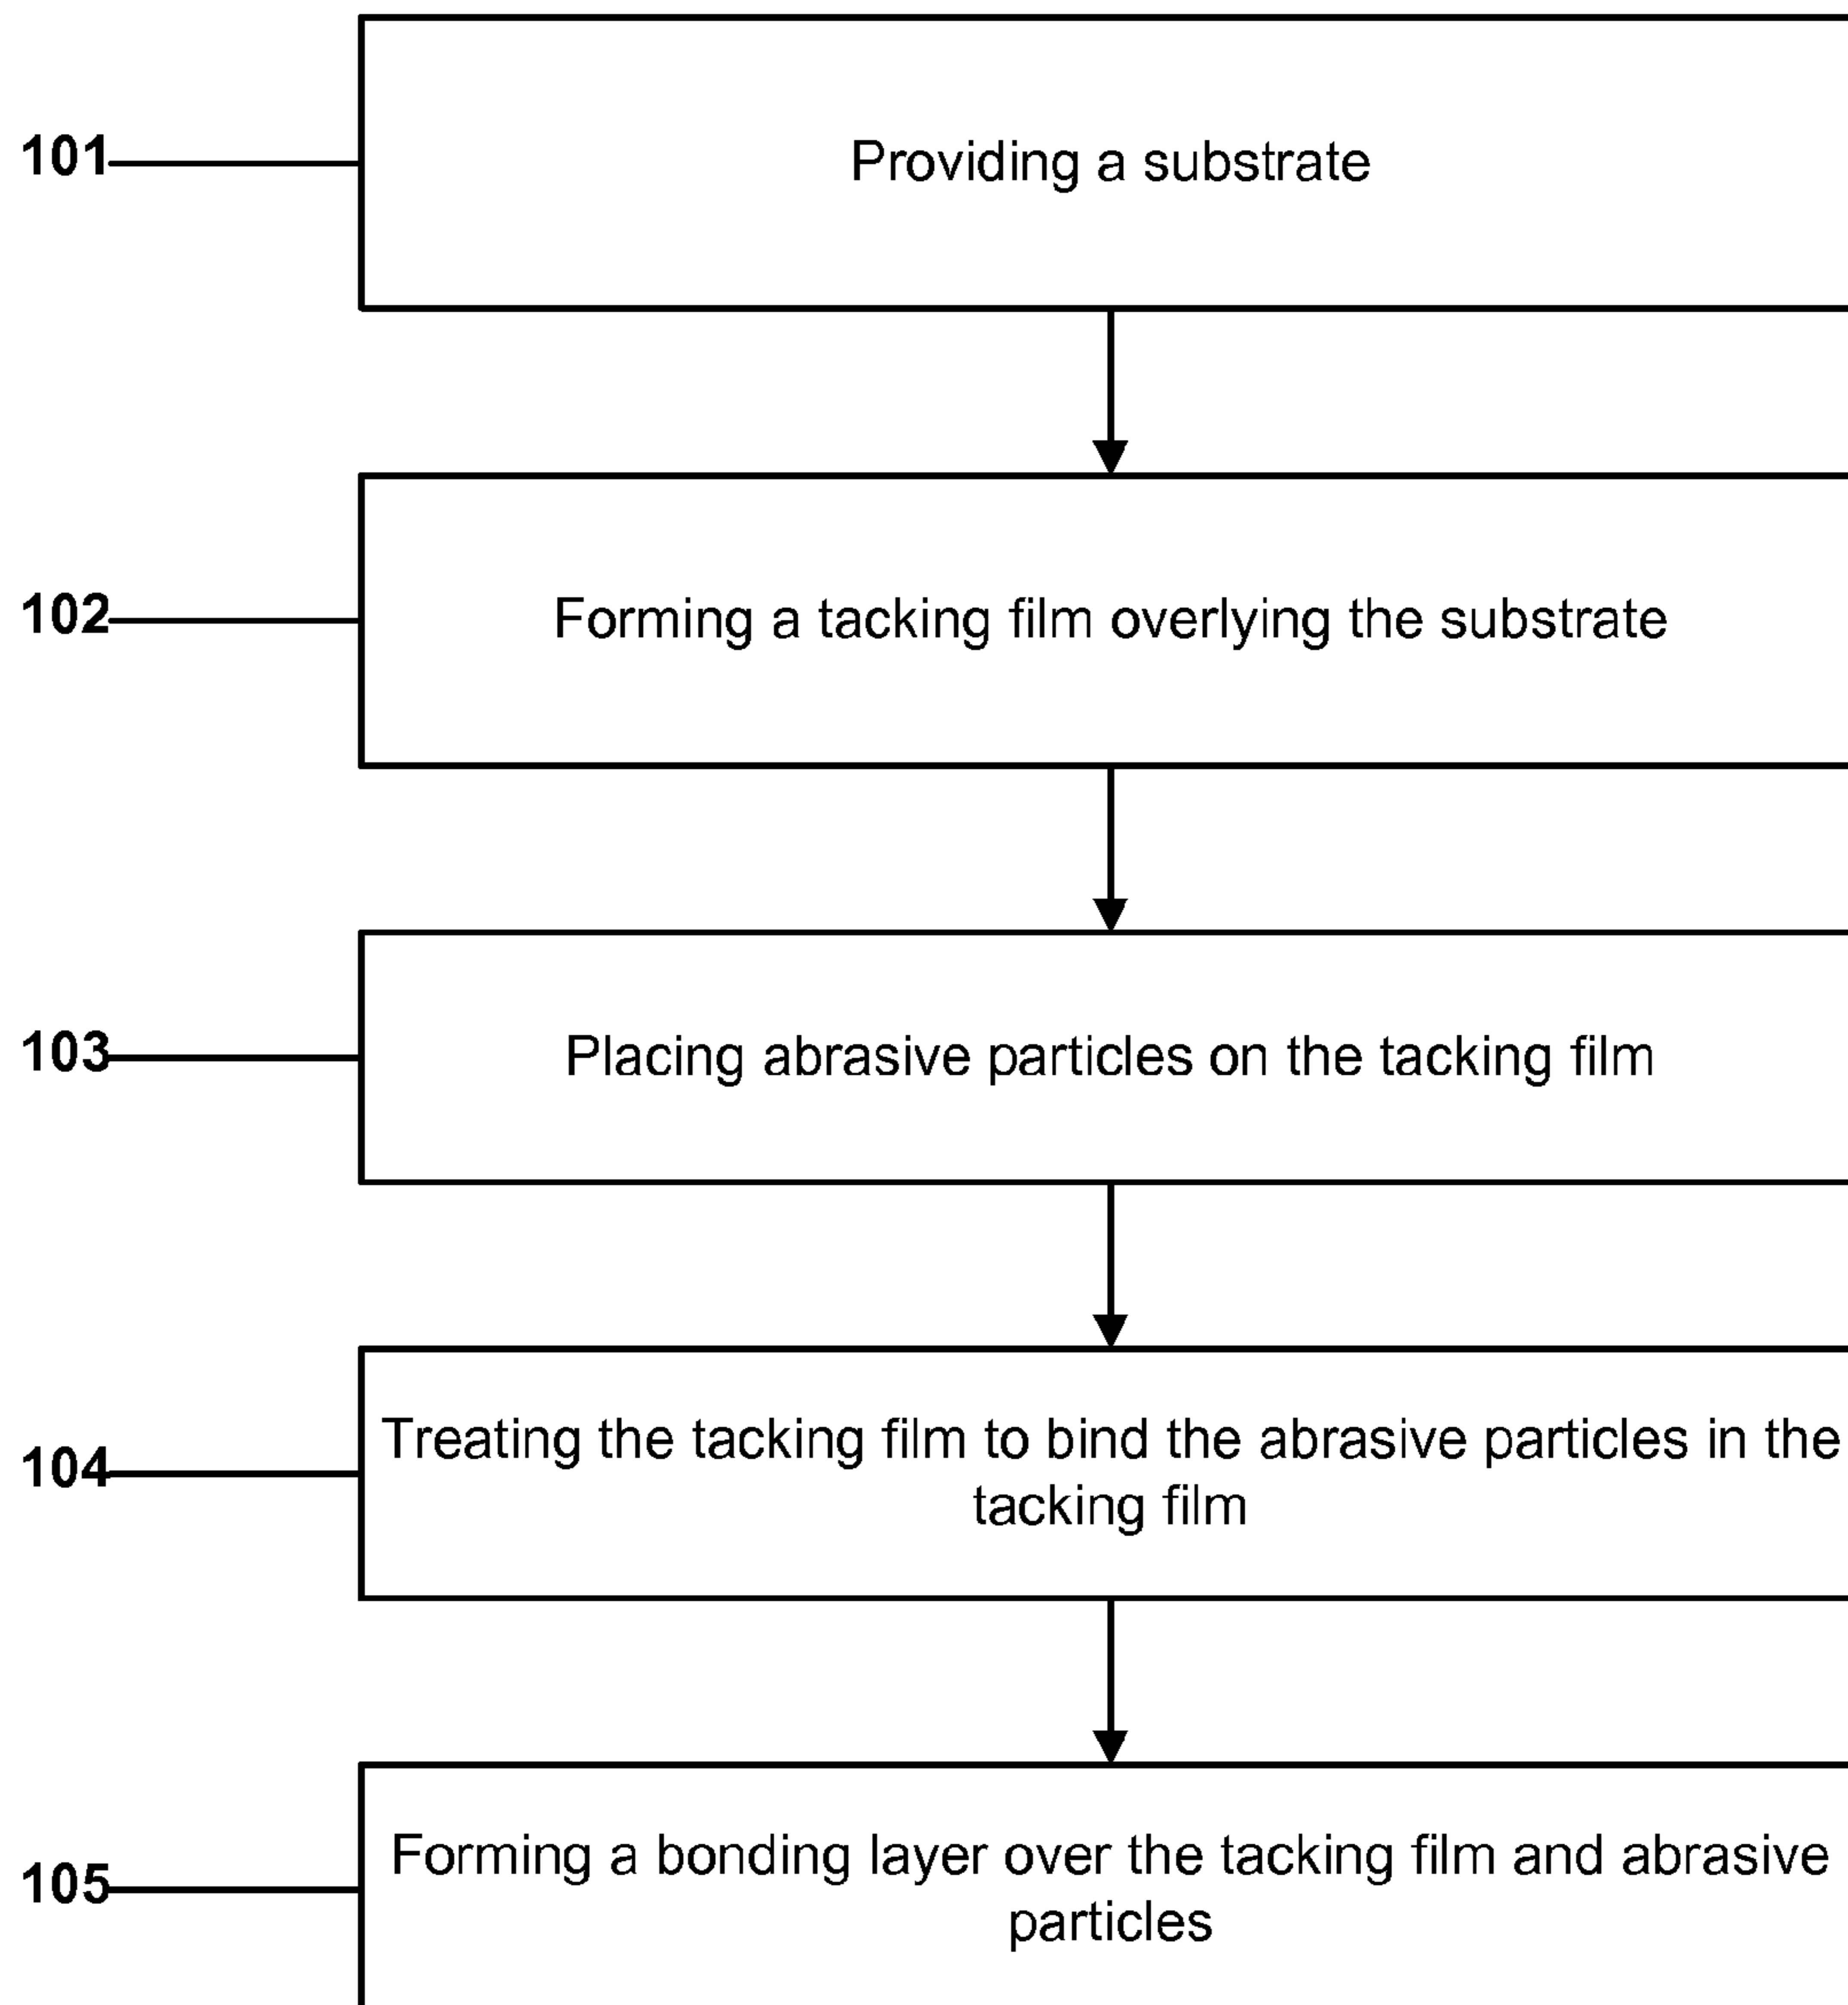 101
Providing a substrate
102
Forming a tacking film overlying the substrate
103
Placing abrasive particles on the tacking film
104
Treating the tacking film to bind the abrasive particles in the
tacking film
105
Forming a bonding layer over the tacking film and abrasive
particles